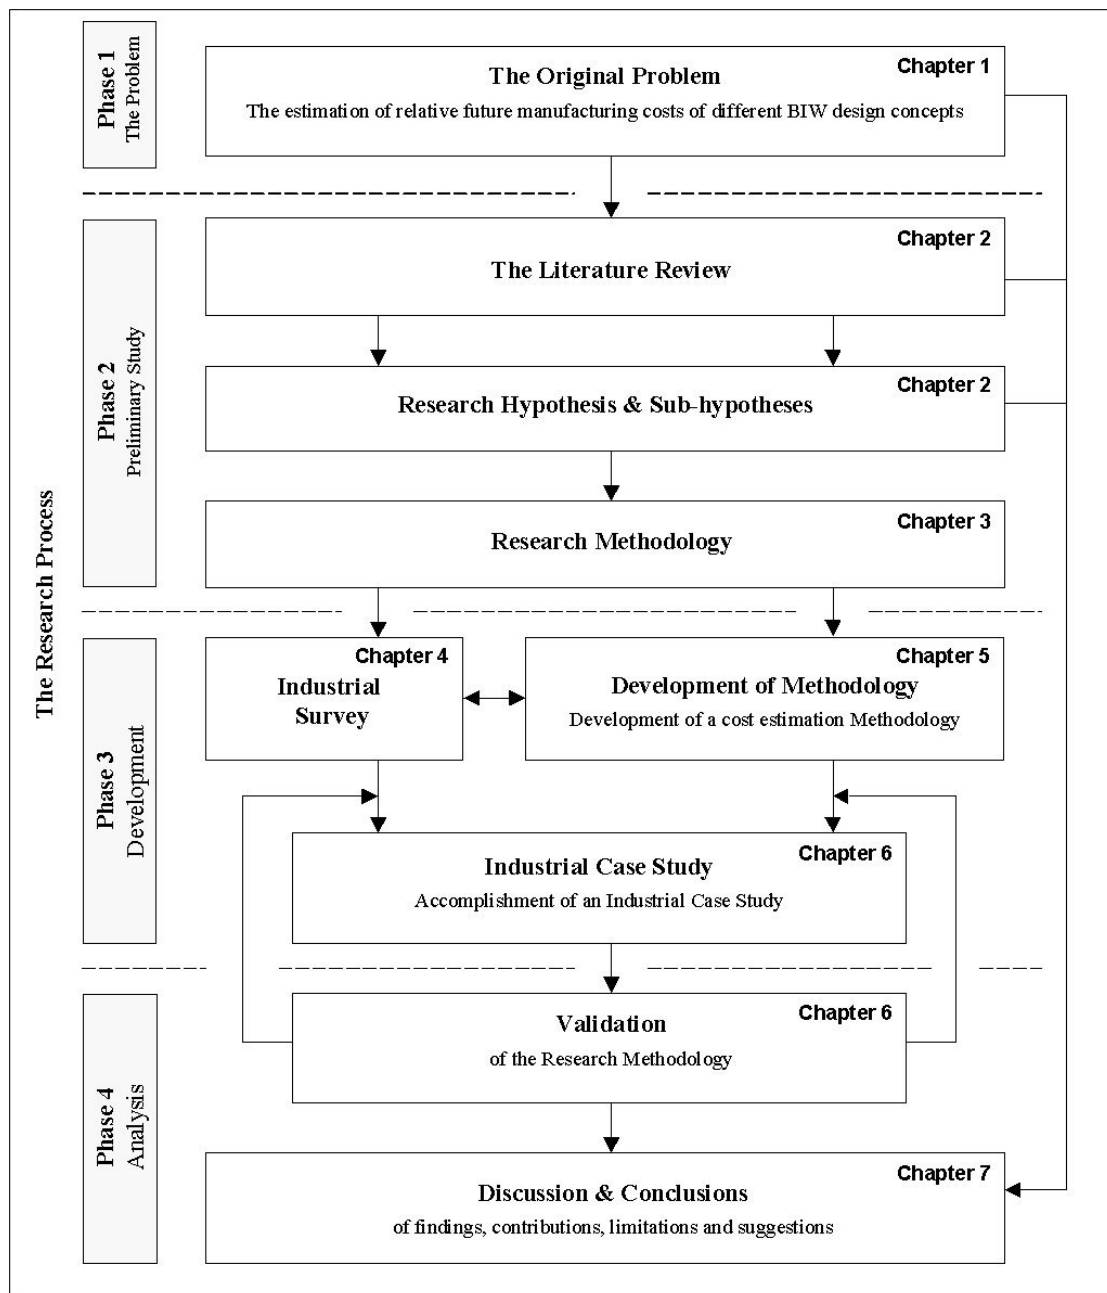 The Research Process
Phase 1
The Problem
Chapter 1
The Original Problem
The estimation of relative future manufacturing costs of different BIW design concepts
Phase 2
Preliminary Study
Chapter 2
The Literature Review
Chapter 2
Research Hypothesis & Sub-hypotheses
Chapter 3
Research Methodology
Phase 3
Development
Chapter 4
Industrial
Survey
Chapter 5
Development of Methodology
Development of a cost estimation Methodology
Chapter 6
Industrial Case Study
Accomplishment of an Industrial Case Study
Phase 4
Analysis
Chapter 6
Validation
of the Research Methodology
Chapter 7
Discussion & Conclusions
of findings, contributions, limitations and suggestions